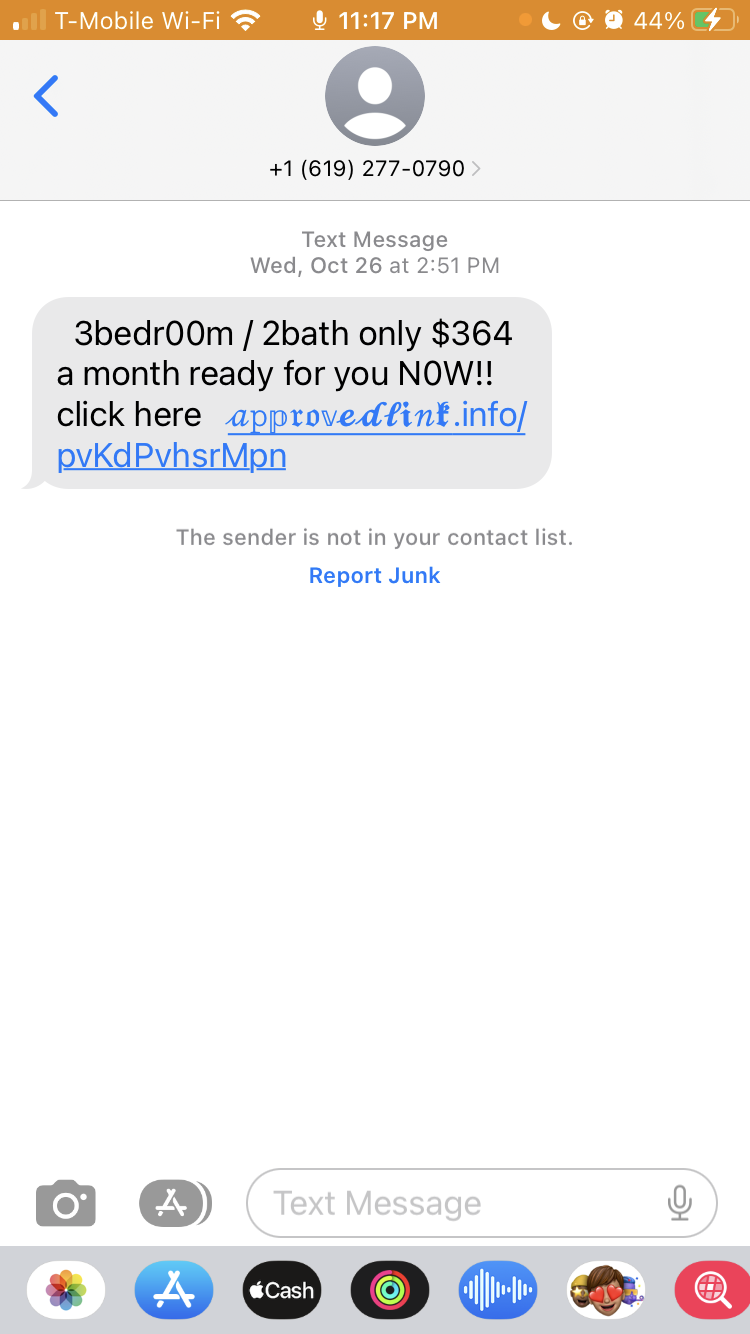 T-Mobile Wi-Fi 11:17 PM 44%
+1 (619) 277-0790
Text Message
Wed, Oct 26 at 2:51 PM
3bedr00m / 2bath only $364
a month ready for you N0W!!
click here 𝒶𝓅𝕡𝖗𝖔𝕧𝓮𝓭𝓵𝐢𝑛𝐤.info/
pvKdPvhsrMpn
The sender is not in your contact list.
Report Junk
Text Message
Cash